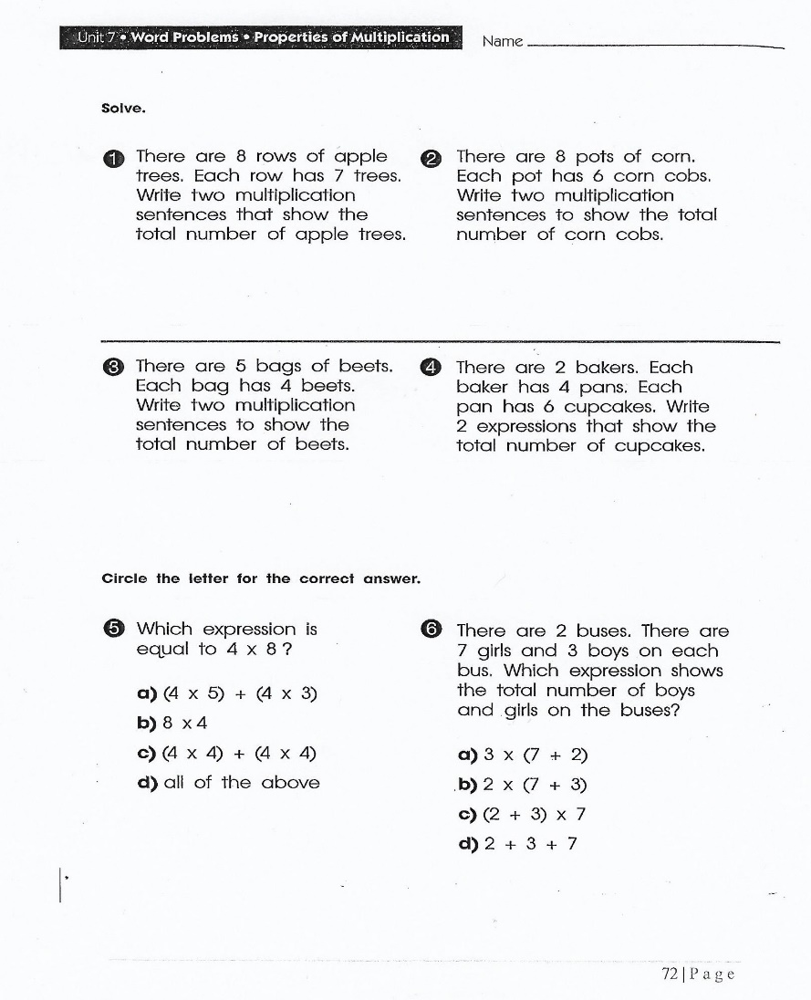 Unit 7 • Word Problems • Properties of Multiplication
Name
Solve.
1 There are 8 rows of apple
trees. Each row has 7 trees.
Write two multiplication
sentences that show the
total number of apple trees.
2 There are 8 pots of corn.
Each pot has 6 corn cobs.
Write two multiplication
sentences to show the total
number of corn cobs.
3 There are 5 bags of beets.
Each bag has 4 beets.
Write two multiplication
sentences to show the
total number of beets.
4 There are 2 bakers. Each
baker has 4 pans. Each
pan has 6 cupcakes. Write
2 expressions that show the
total number of cupcakes.
Circle the letter for the correct answer.
5 Which expression is
equal to 4 x 8 ?
a) (4 x 5) + (4 x 3)
b) 8 x 4
c) (4 x 4) + (4 x 4)
d) all of the above
6 There are 2 buses. There are
7 girls and 3 boys on each
bus. Which expression shows
the total number of boys
and girls on the buses?
a) 3 x (7 + 2)
b) 2 x (7 + 3)
c) (2 + 3) x 7
d) 2 + 3 + 7
72 | P a g e